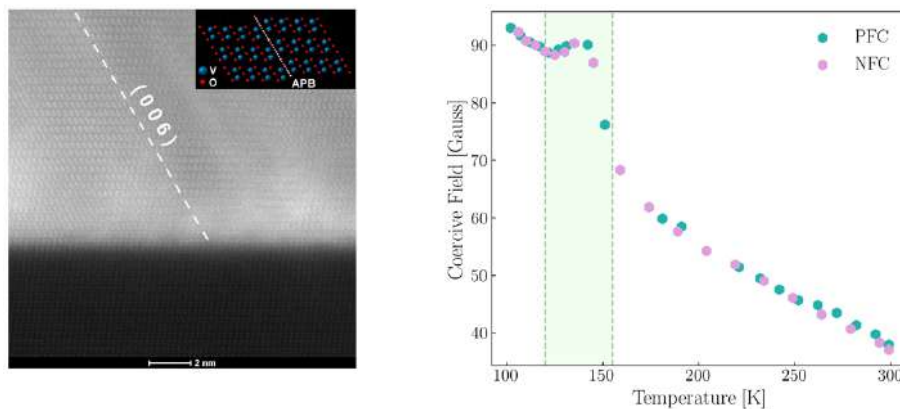 V
O
APB
(006)
2 nm
Coercive Field [Gauss]
90
80
70
60
50
40
PFC
NFC
100
150
200
250
300
Temperature [K]